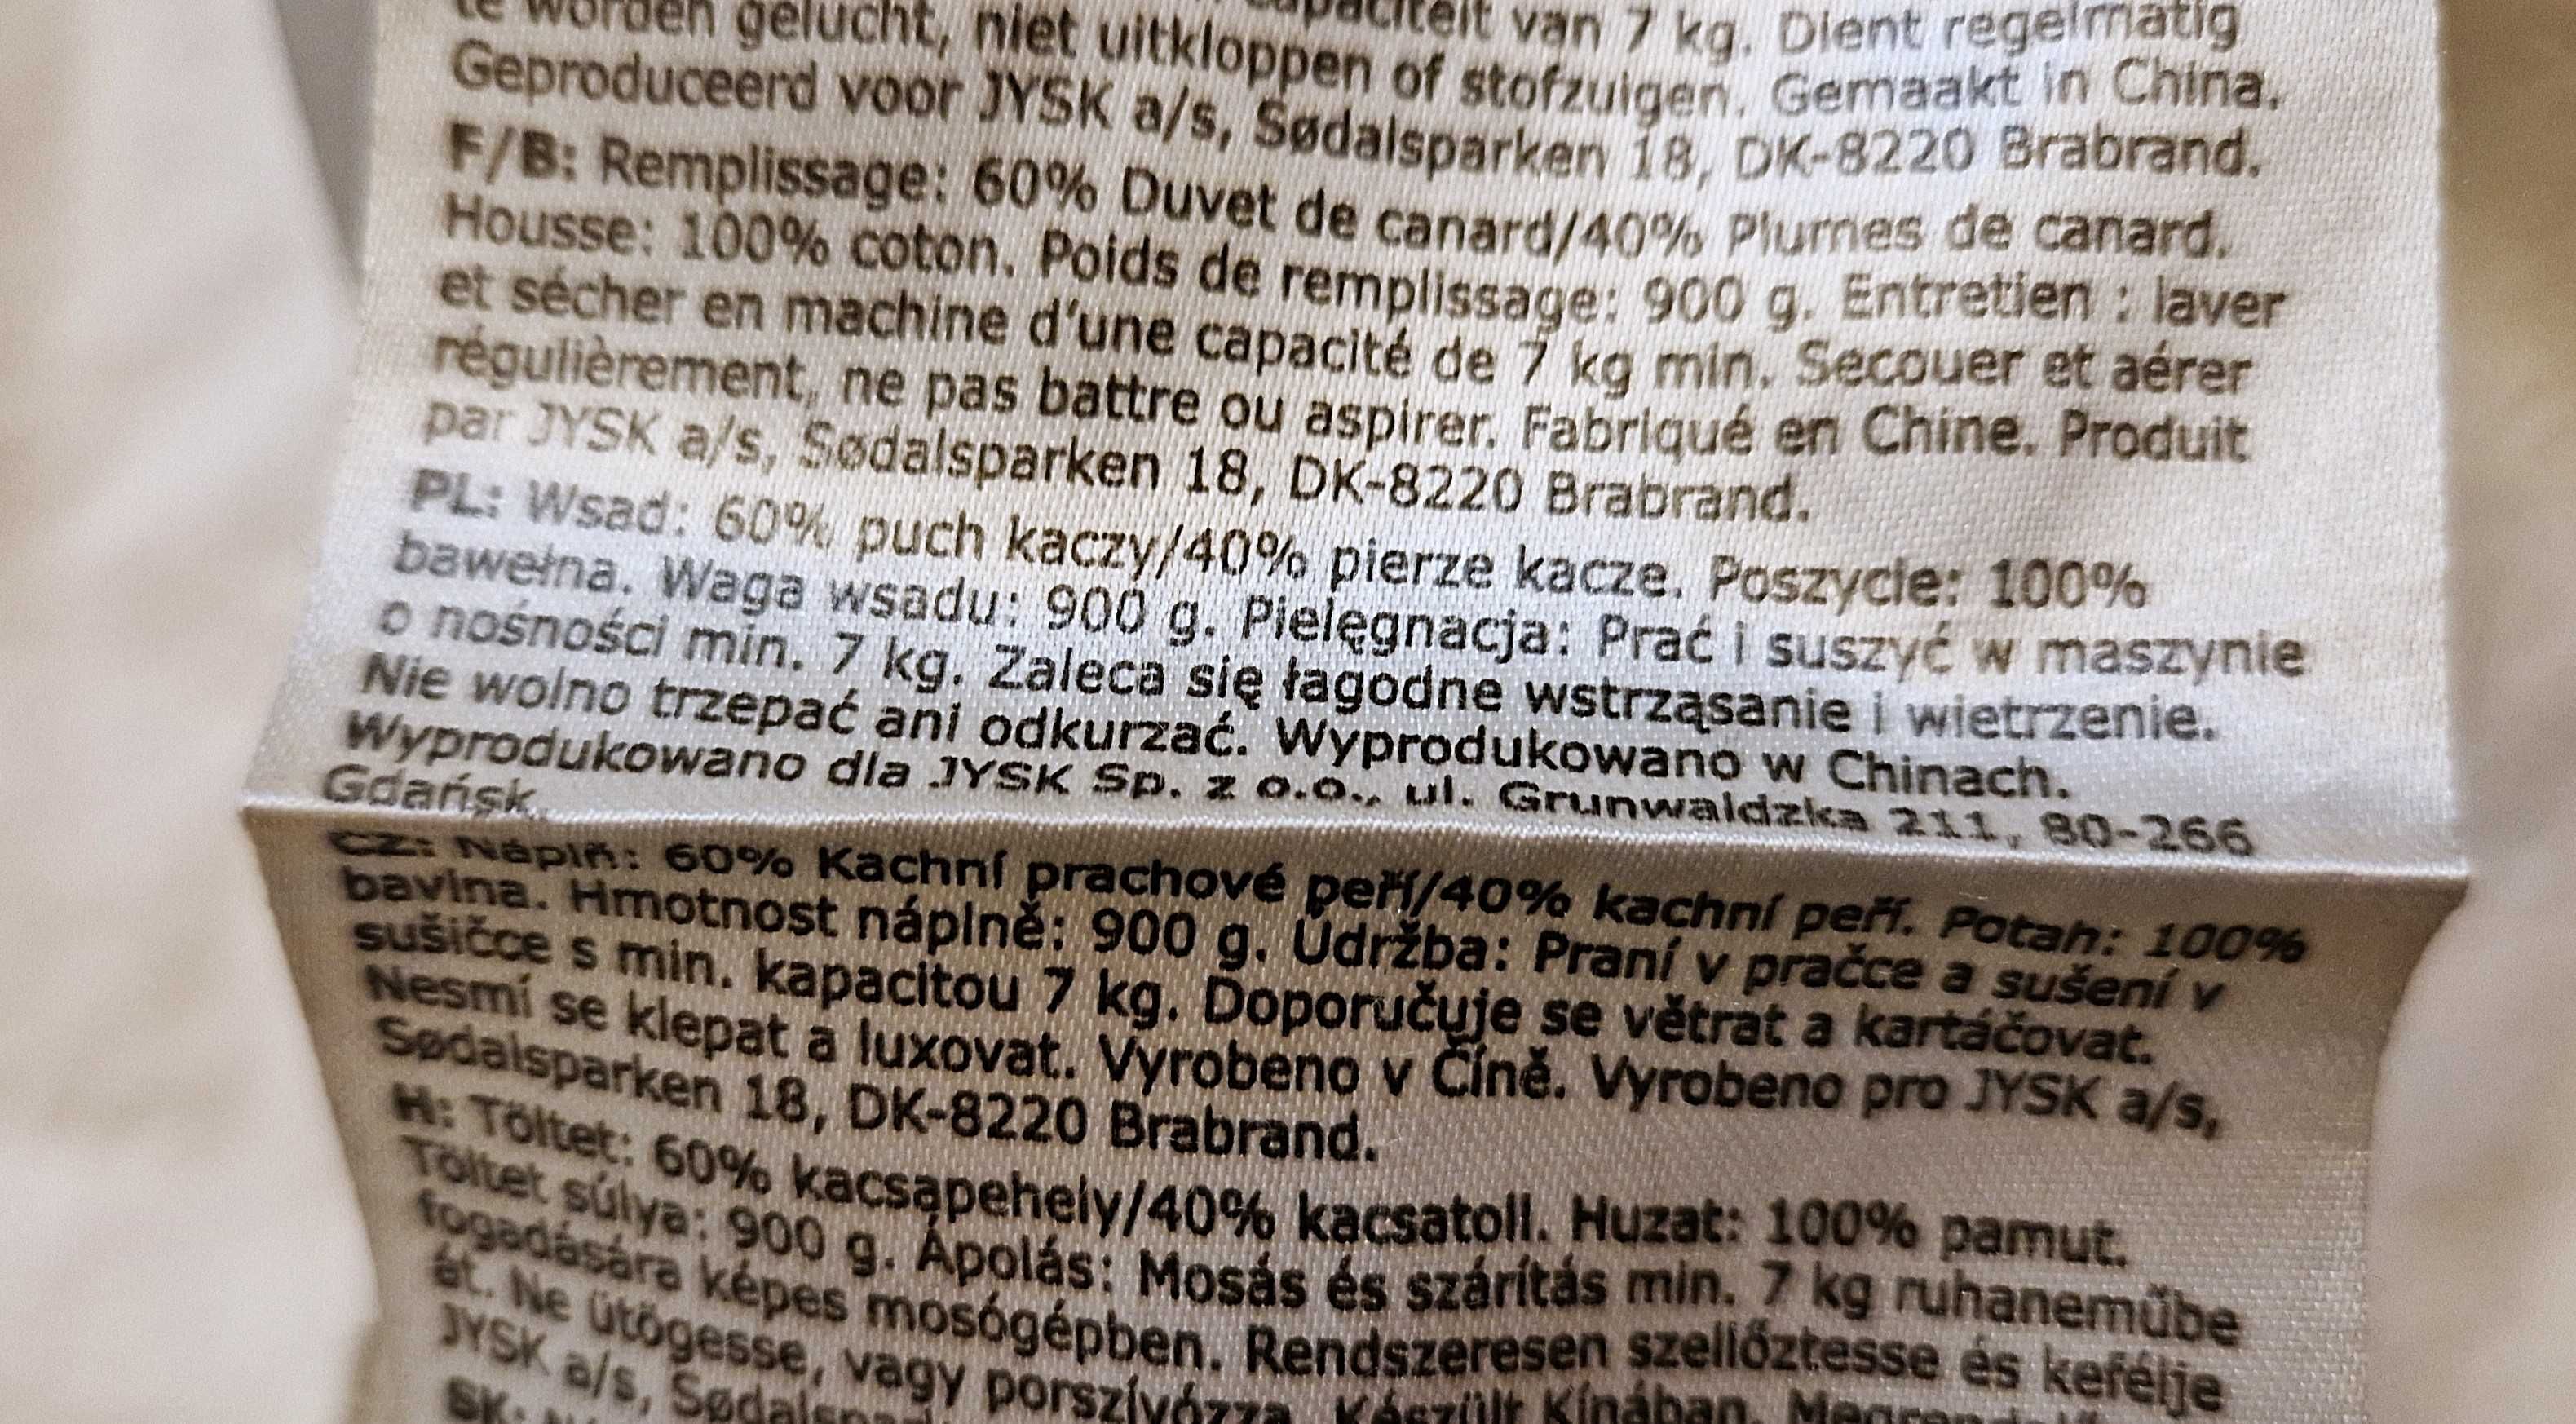 te worden gelucht, niet uitkloppen of stofzuigen. Gemaakt in China.
capaciteit van 7 kg. Dient regelmatig
Geproduceerd voor JYSK a/s, Sødalsparken 18, DK-8220 Brabrand.
F/B: Remplissage: 60% Duvet de canard/40% Plumes de canard.
Housse: 100% coton. Poids de remplissage: 900 g. Entretien : laver
et sécher en machine d'une capacité de 7 kg min. Secouer et aérer
régulièrement, ne pas battre ou aspirer. Fabriqué en Chine. Produit
par JYSK a/s, Sødalsparken 18, DK-8220 Brabrand.
PL: Wsad: 60% puch kaczy/40% pierze kacze. Poszycie: 100%
bawełna. Waga wsadu: 900 g. Pielęgnacja: Prać i suszyć w maszynie
o nośności min. 7 kg. Zaleca się łagodne wstrząsanie i wietrzenie.
Nie wolno trzepać ani odkurzać. Wyprodukowano w Chinach.
Wyprodukowano dla JYSK Sp. z o.o., ul. Grunwaldzka 211, 80-266
Gdańsk.
CZ: Náplň: 60% Kachní prachové peří/40% kachní peří. Potah: 100%
bavlna. Hmotnost náplně: 900 g. Údržba: Praní v pračce a sušení v
sušičce s min. kapacitou 7 kg. Doporučuje se větrat a kartáčovat.
Nesmí se klepat a luxovat. Vyrobeno v Číně. Vyrobeno pro JYSK a/s,
Sødalsparken 18, DK-8220 Brabrand.
H: Töltet: 60% kacsapehely/40% kacsatoll. Huzat: 100% pamut.
Töltet súlya: 900 g. Ápolás: Mosás és szárítás min. 7 kg ruhaneműbe
fogadására képes mosógépben. Rendszeresen szellőztesse és kefélje
át. Ne ütögesse, vagy porszívózza. Készült Kínában.
JYSK a/s,
SK: